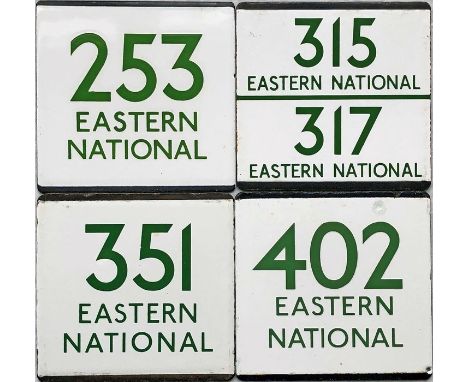 253
EASTERN
NATIONAL
315
EASTERN NATIONAL
317
EASTERN NATIONAL
351
EASTERN
NATIONAL
402
EASTERN
NATIONAL